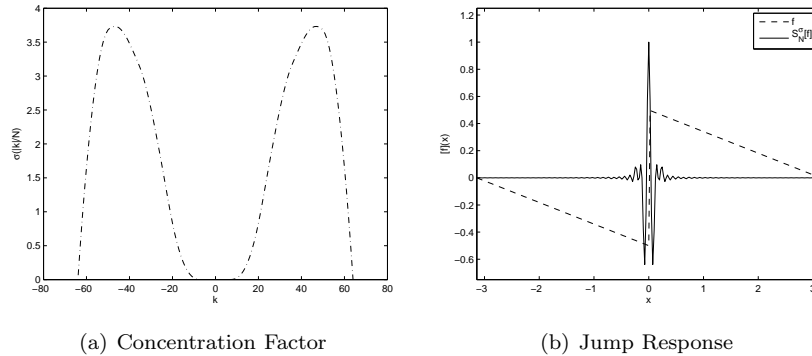 4
3.5
3
2.5
2
1.5
1
0.5
0
−80 −60 −40 −20 0 20 40 60 80
σ(|k|/N)
k
(a) Concentration Factor
1.2
1
0.8
0.6
0.4
0.2
0
−0.2
−0.4
−0.6
−3 −2 −1 0 1 2 3
[f](x)
x
f
S_N^σ[f]
(b) Jump Response